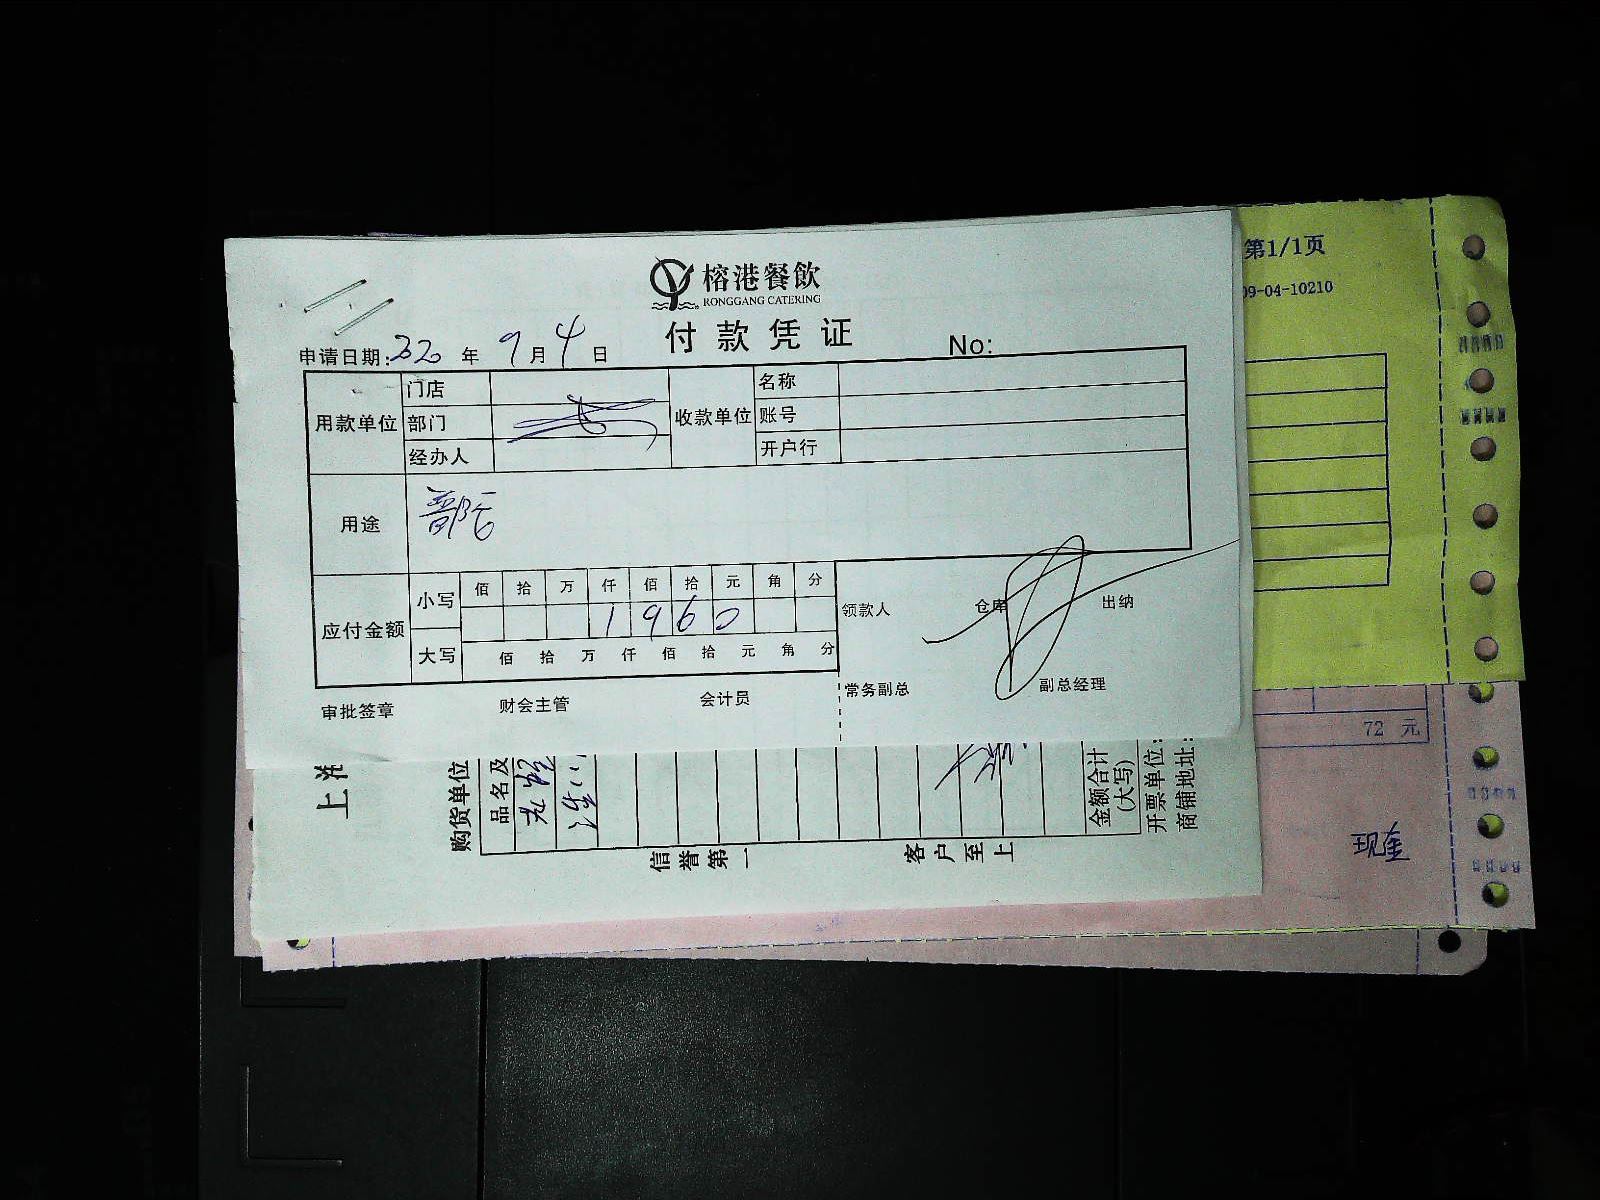 榕港餐飲
RONGGANG CATERING
付款凭证
申请日期: 年 9月4日 No:
用款单位 门店 收款单位 名称
部门 账号
经办人 开户行
用途
应付金额 小写 佰 拾 万 仟 佰 拾 元 角 分
1 9 6 0
大写 佰 拾 万 仟 佰 拾 元 角 分
领款人 仓库 出纳
常务副总 副总经理
审批签章 财会主管 会计员
第1/1页
09-04-10210
72 元
现金
上海
购货单位
品名及
信誉第一 客户至上
金额合计
(大写)
开票单位:
商铺地址: